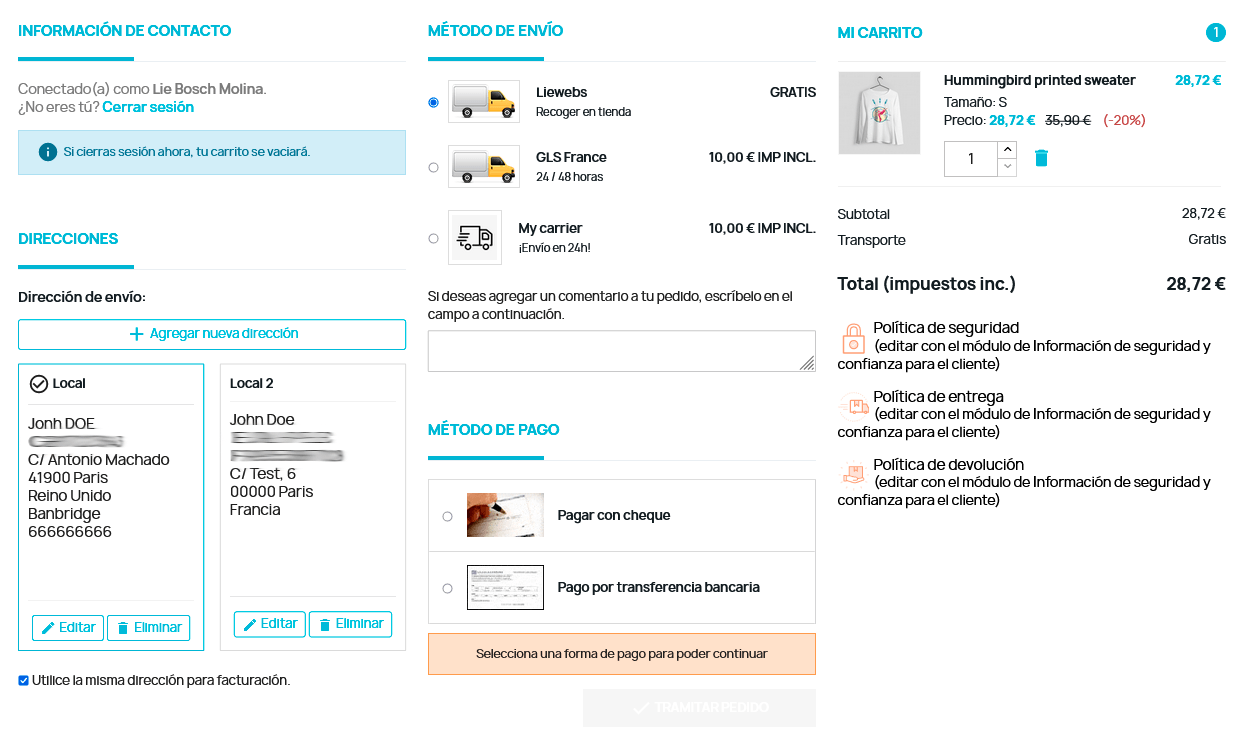 INFORMACIÓN DE CONTACTO
Conectado(a) como Lie Bosch Molina.
¿No eres tú? Cerrar sesión
Si cierras sesión ahora, tu carrito se vaciará.
DIRECCIONES
Dirección de envío:
Agregar nueva dirección
Local
Jonh DOE
C/ Antonio Machado
41900 Paris
Reino Unido
Banbridge
666666666
Editar
Eliminar
Local 2
John Doe
C/ Test, 6
00000 Paris
Francia
Editar
Eliminar
Utilice la misma dirección para facturación.
MÉTODO DE ENVÍO
Liewebs GRATIS
Recoger en tienda
GLS France 10,00 € IMP INCL.
24 / 48 horas
My carrier 10,00 € IMP INCL.
¡Envío en 24h!
Si deseas agregar un comentario a tu pedido, escríbelo en el
campo a continuación.
MÉTODO DE PAGO
Pagar con cheque
Pago por transferencia bancaria
Selecciona una forma de pago para poder continuar
TRAMITAR PEDIDO
MI CARRITO 1
Hummingbird printed sweater 28,72 €
Tamaño: S
Precio: 28,72 € 35,90 € (-20%)
1
Subtotal 28,72 €
Transporte Gratis
Total (impuestos inc.) 28,72 €
Política de seguridad
(editar con el módulo de Información de seguridad y
confianza para el cliente)
Política de entrega
(editar con el módulo de Información de seguridad y
confianza para el cliente)
Política de devolución
(editar con el módulo de Información de seguridad y
confianza para el cliente)